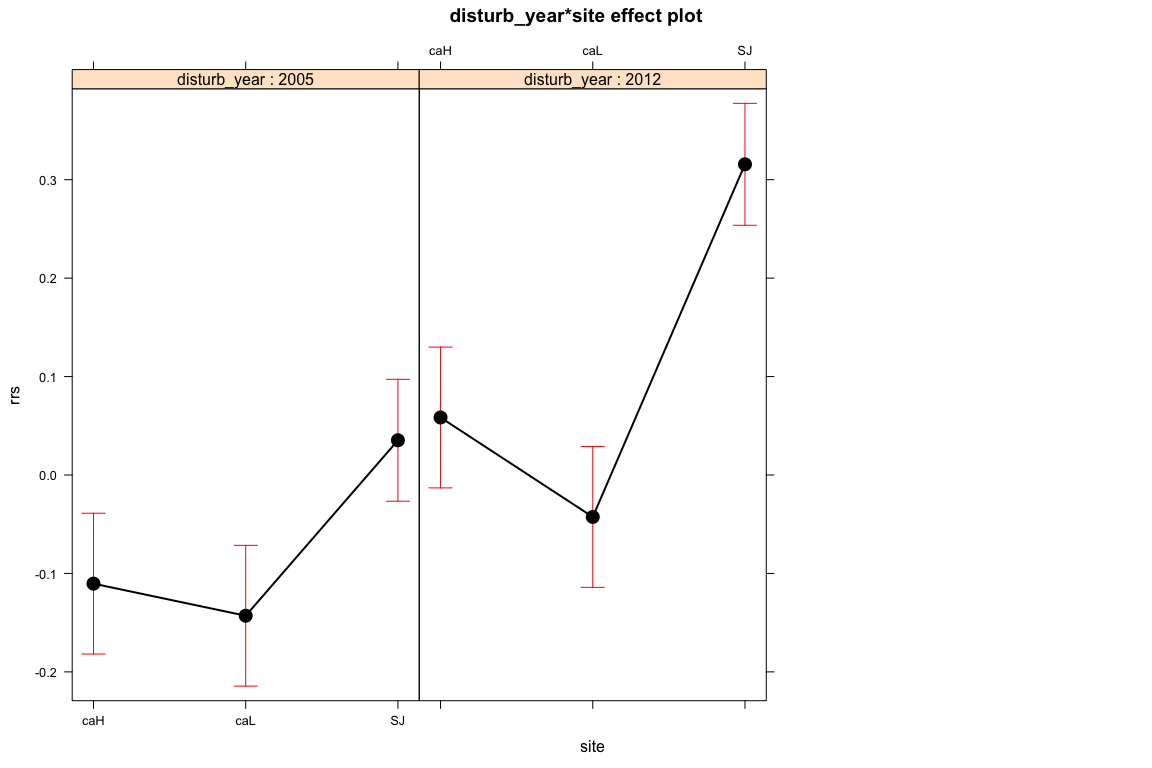 disturb_year*site effect plot
caH caL SJ
disturb_year : 2005 disturb_year : 2012
0.3
0.2
0.1
0.0
-0.1
-0.2
rrs
caH caL SJ
site